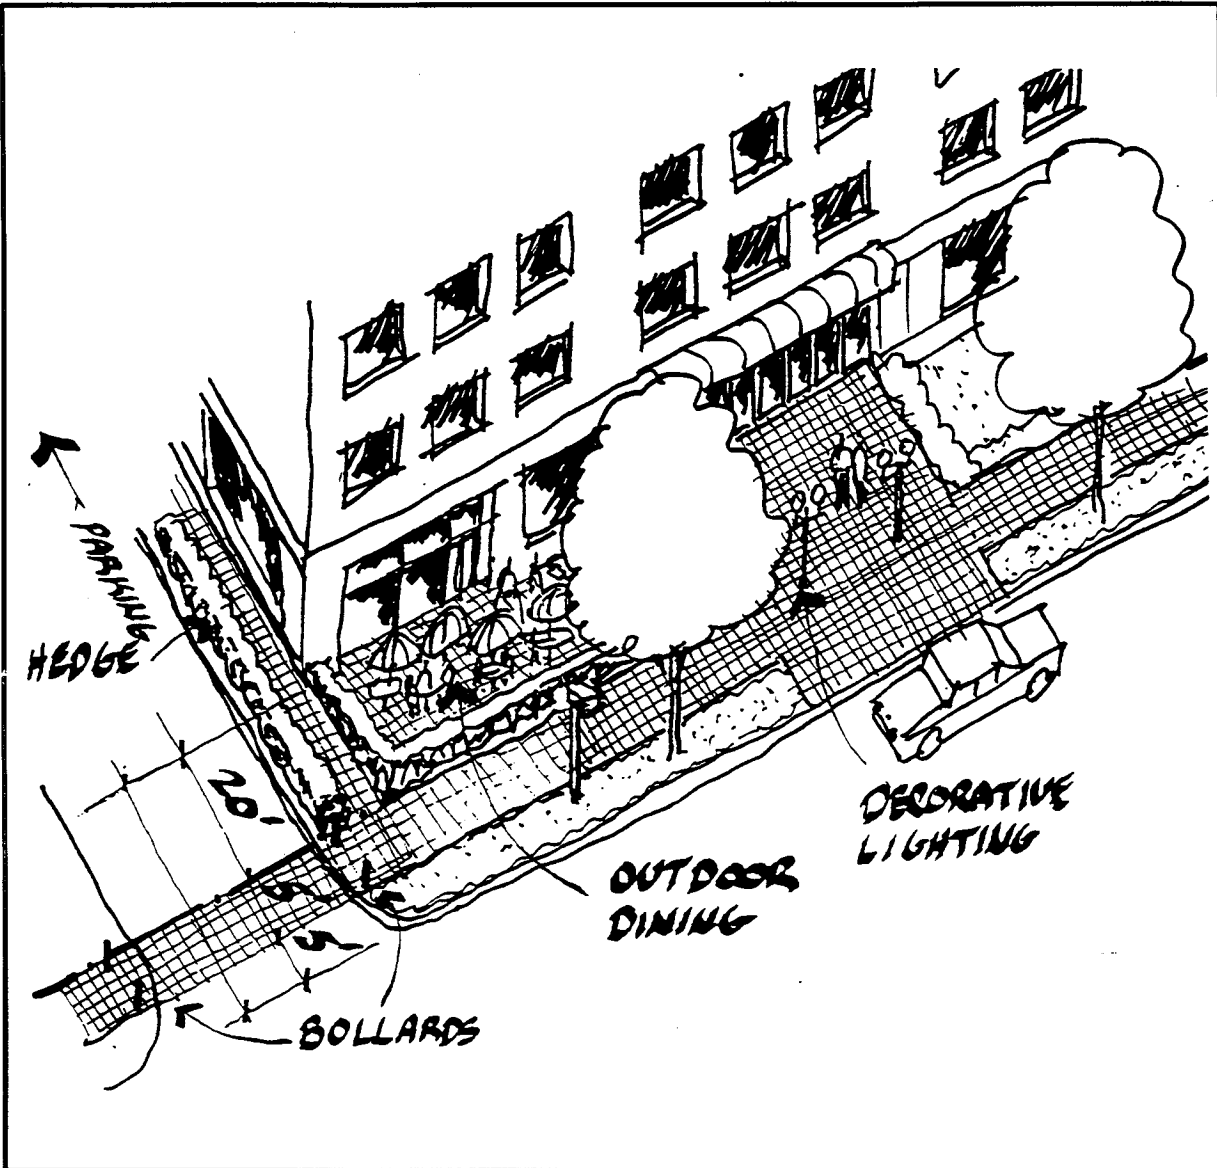 PARKING
HEDGE
20'
5'
5'
DECORATIVE
LIGHTING
OUTDOOR
DINING
BOLLARDS